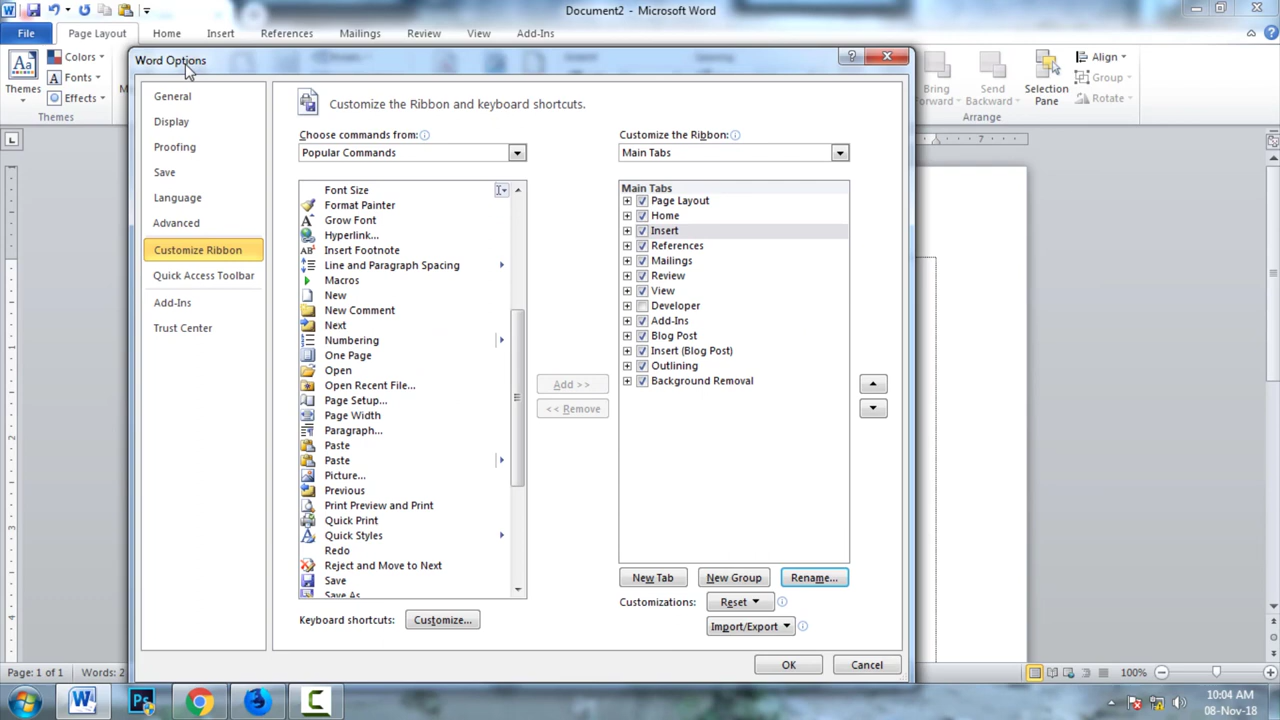 Document2 - Microsoft Word
File
Page Layout
Home
Insert
References
Mailings
Review
View
Add-Ins
Themes
Colors
Fonts
Effects
Themes
Bring
Forward
Send
Backward
Selection
Pane
Align
Group
Rotate
Arrange
Word Options
General
Display
Proofing
Save
Language
Advanced
Customize Ribbon
Quick Access Toolbar
Add-Ins
Trust Center
Customize the Ribbon and keyboard shortcuts.
Choose commands from:
Popular Commands
Font Size
Format Painter
Grow Font
Hyperlink...
Insert Footnote
Line and Paragraph Spacing
Macros
New
New Comment
Next
Numbering
One Page
Open
Open Recent File...
Page Setup...
Page Width
Paragraph...
Paste
Paste
Picture...
Previous
Print Preview and Print
Quick Print
Quick Styles
Redo
Reject and Move to Next
Save
Save As
Keyboard shortcuts: Customize...
Add >>
<< Remove
Customize the Ribbon:
Main Tabs
Main Tabs
Page Layout
Home
Insert
References
Mailings
Review
View
Developer
Add-Ins
Blog Post
Insert (Blog Post)
Outlining
Background Removal
New Tab
New Group
Rename...
Customizations: Reset
Import/Export
OK
Cancel
7
2
3
4
Page: 1 of 1
Words: 2
100%
Ps
10:04 AM
08-Nov-18